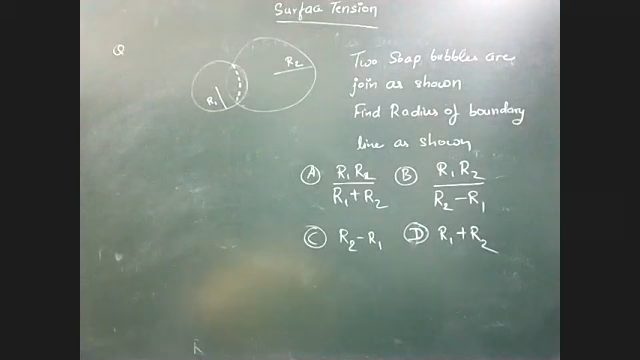 Surface Tension
Q
R₂
R₁
Two Soap bubbles are
join as shown
Find Radius of boundary
line as shown
Ⓐ R₁R₂ / R₁+R₂ Ⓑ R₁R₂ / R₂−R₁
Ⓒ R₂−R₁ Ⓓ R₁+R₂